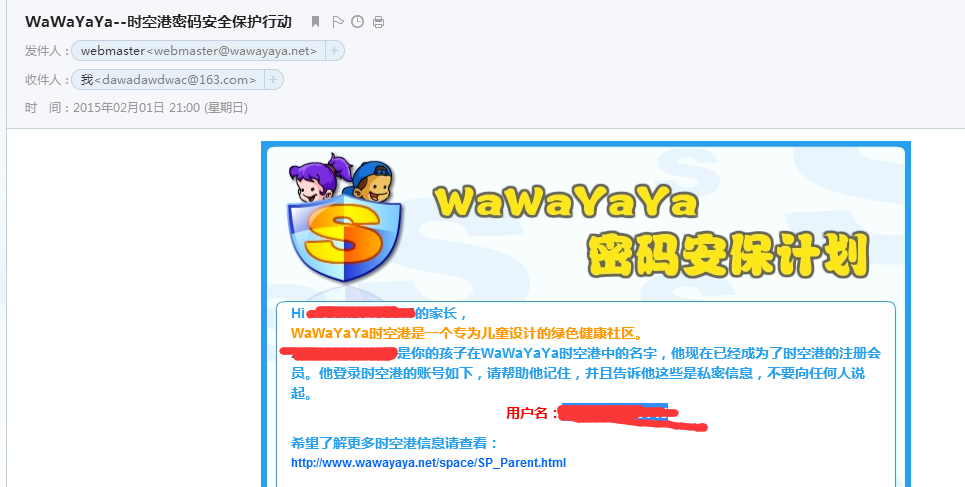 WaWaYaYa--时空港密码安全保护行动
发件人：webmaster<webmaster@wawayaya.net> +
收件人：我<dawadawdwac@163.com> +
时 间：2015年02月01日 21:00 (星期日)
S
WaWaYaYa
密码安保计划
Hi 的家长，
WaWaYaYa时空港是一个专为儿童设计的绿色健康社区。
是你的孩子在WaWaYaYa时空港中的名字，他现在已经成为了时空港的注册会
员。他登录时空港的账号如下，请帮助他记住，并且告诉他这些是私密信息，不要向任何人说
起。
用户名：
希望了解更多时空港信息请查看：
http://www.wawayaya.net/space/SP_Parent.html